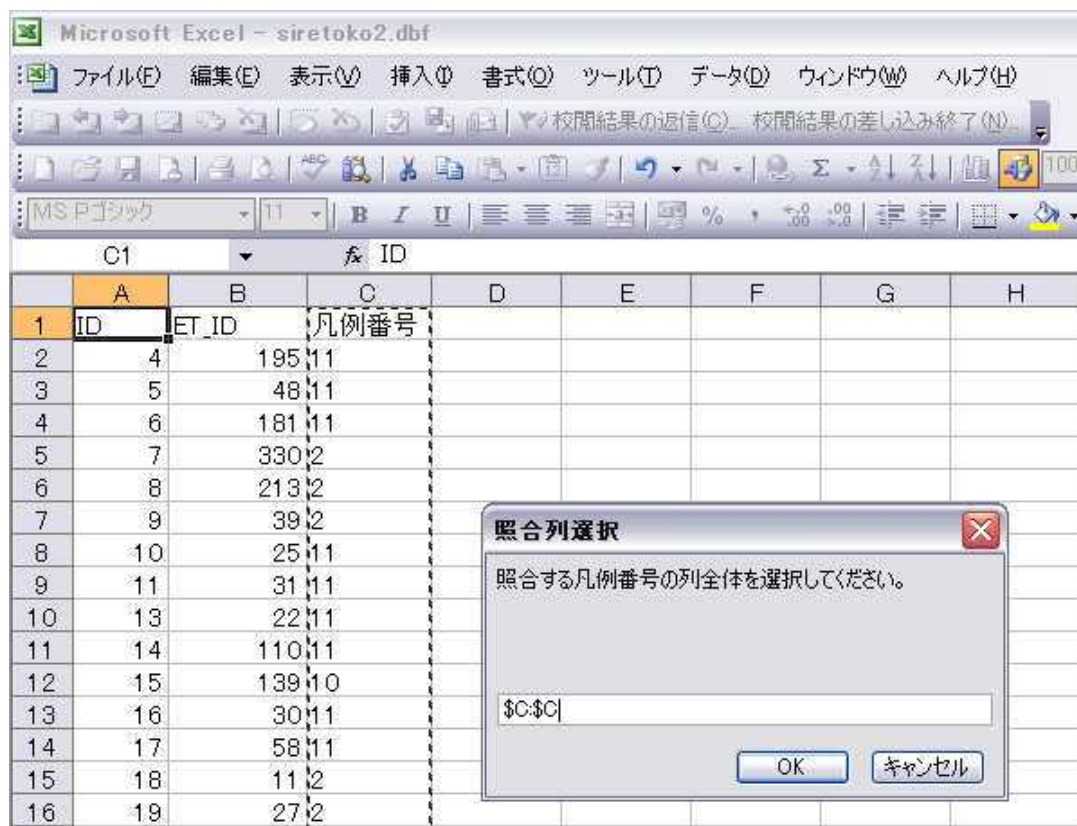 Microsoft Excel - siretoko2.dbf
ファイル(F) 編集(E) 表示(V) 挿入(I) 書式(O) ツール(T) データ(D) ウィンドウ(W) ヘルプ(H)
校閲結果の返信(C)... 校閲結果の差し込み終了(N)...
100
MS Pゴシック 11 B I U % ,
C1 fx ID
A B C D E F G H
1 ID ET_ID 凡例番号
2 4 195 11
3 5 48 11
4 6 181 11
5 7 330 2
6 8 213 2
7 9 39 2
8 10 25 11
9 11 31 11
10 13 22 11
11 14 110 11
12 15 139 10
13 16 30 11
14 17 58 11
15 18 11 2
16 19 27 2
照合列選択
照合する凡例番号の列全体を選択してください。
$C:$C
OK キャンセル